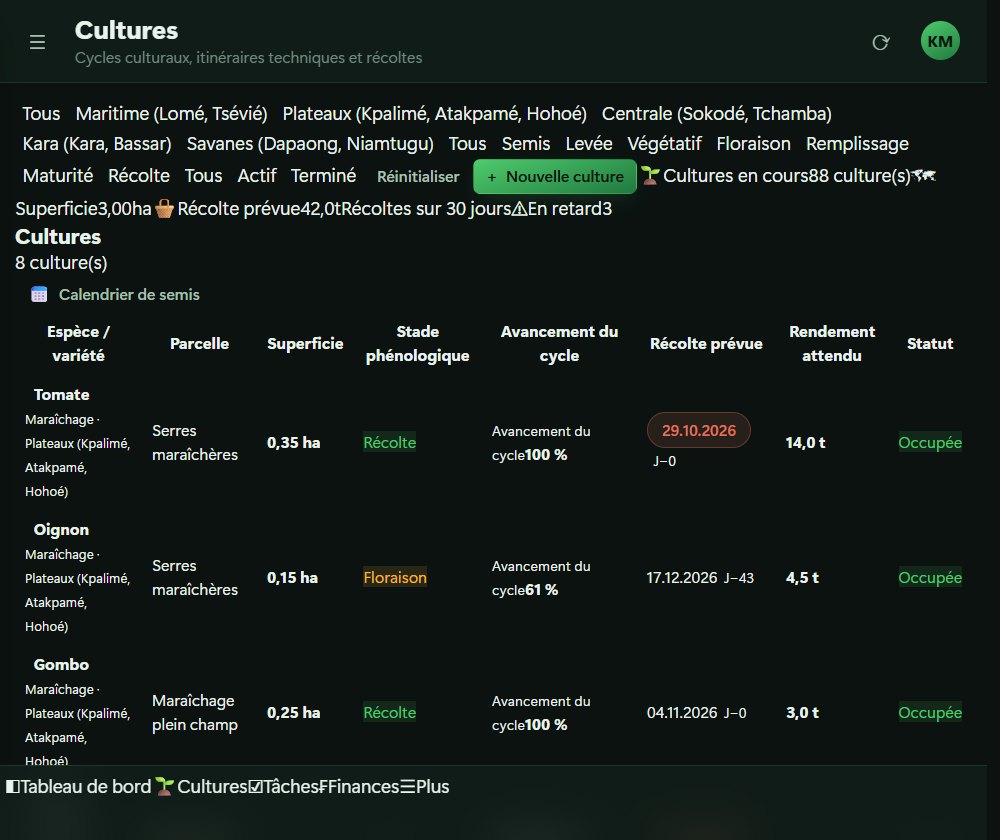 ☰ Cultures
Cycles culturaux, itinéraires techniques et récoltes
KM
Tous Maritime (Lomé, Tsévié) Plateaux (Kpalimé, Atakpamé, Hohoé) Centrale (Sokodé, Tchamba)
Kara (Kara, Bassar) Savanes (Dapaong, Niamtugu) Tous Semis Levée Végétatif Floraison Remplissage
Maturité Récolte Tous Actif Terminé Réinitialiser + Nouvelle culture 🌱Cultures en cours88 culture(s)🗺
Superficie3,00ha🧺Récolte prévue42,0tRécoltes sur 30 jours⚠En retard3
Cultures
8 culture(s)
Calendrier de semis
Espèce / variété Parcelle Superficie Stade phénologique Avancement du cycle Récolte prévue Rendement attendu Statut
Tomate
Maraîchage ·
Plateaux (Kpalimé,
Atakpamé,
Hohoé)
Serres
maraîchères
0,35 ha
Récolte
Avancement du
cycle100 %
29.10.2026
J−0
14,0 t
Occupée
Oignon
Maraîchage ·
Plateaux (Kpalimé,
Atakpamé,
Hohoé)
Serres
maraîchères
0,15 ha
Floraison
Avancement du
cycle61 %
17.12.2026 J−43
4,5 t
Occupée
Gombo
Maraîchage ·
Plateaux (Kpalimé,
Atakpamé,
Hohoé)
Maraîchage
plein champ
0,25 ha
Récolte
Avancement du
cycle100 %
04.11.2026 J−0
3,0 t
Occupée
◧Tableau de bord🌱Cultures☑Tâches₣Finances☰Plus